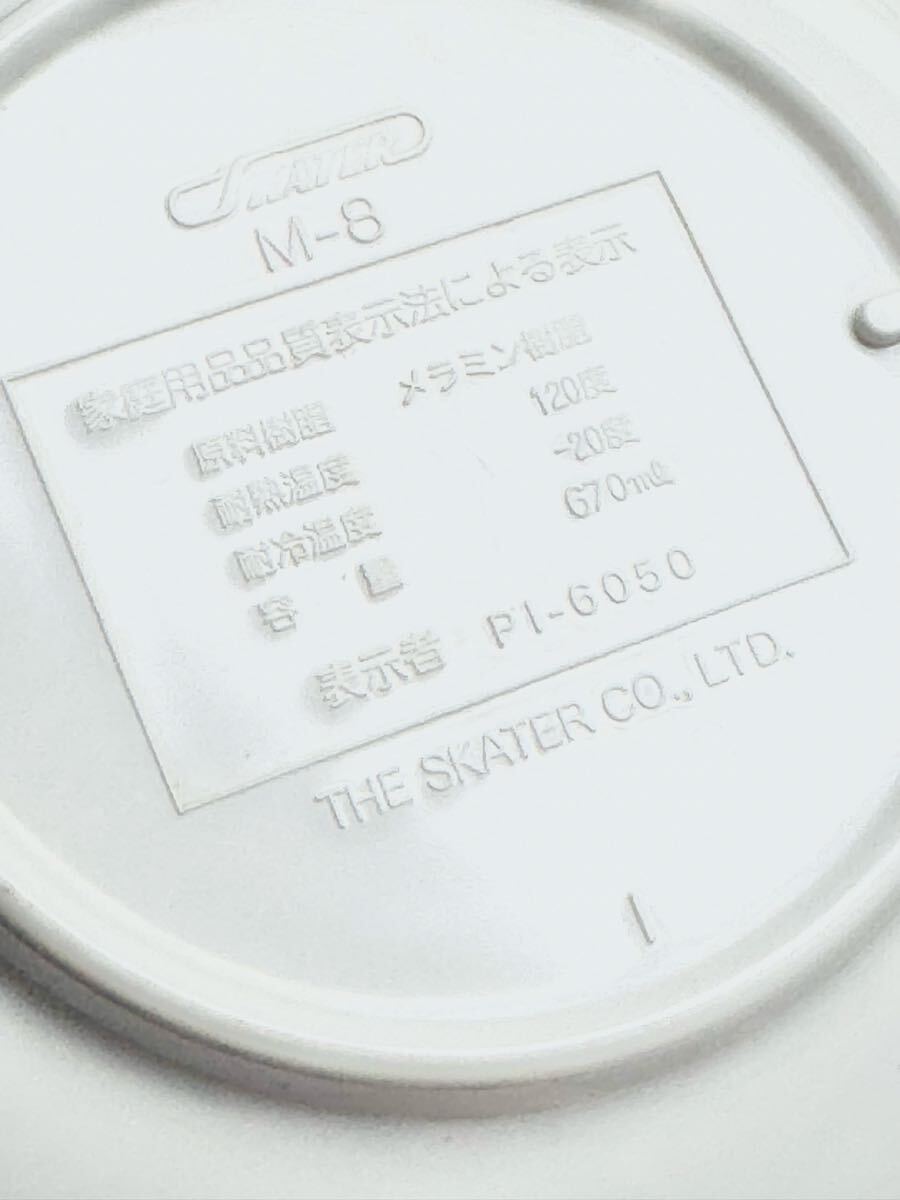 SKATER
M-8
家庭用品品質表示法による表示
原料樹脂 メラミン樹脂
耐熱温度 120度
耐冷温度 -20度
容 量 670mℓ
表示者 PI-6050
THE SKATER CO., LTD.
1